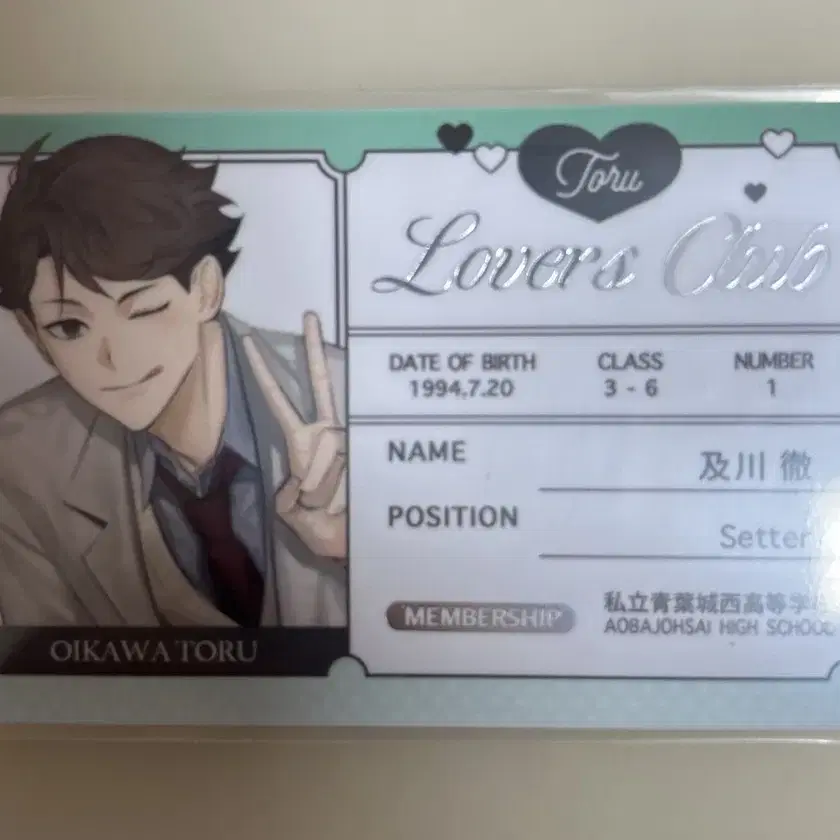 Toru
Lovers Club
DATE OF BIRTH CLASS NUMBER
1994.7.20 3 - 6 1
NAME 及川 徹
POSITION Setter
MEMBERSHIP 私立青葉城西高等学
AOBAJOHSAI HIGH SCHOOL
OIKAWA TORU